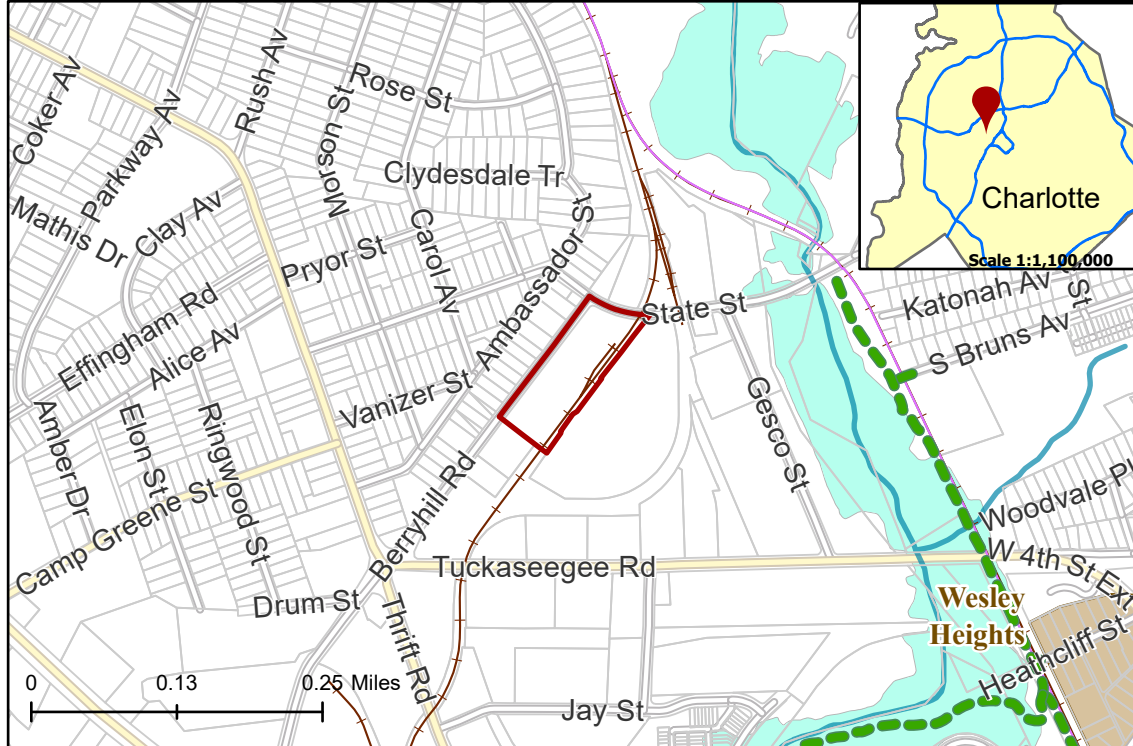 Coker Av
Parkway Av
Rush Av
Morson St
Rose St
Clydesdale Tr
Mathis Dr
Clay Av
Pryor St
Carol Av
Ambassador St
Charlotte
Scale 1:1,100,000
State St
Katonah Av
St
S Bruns Av
Effingham Rd
Alice Av
Vanizer St
Gesco St
Amber Dr
Elon St
Ringwood St
Camp Greene St
Berryhill Rd
Woodvale Pl
Tuckaseegee Rd
W 4th St Ext
Drum St
Thrift Rd
Wesley
Heights
Heathcliff St
0 0.13 0.25 Miles
Jay St